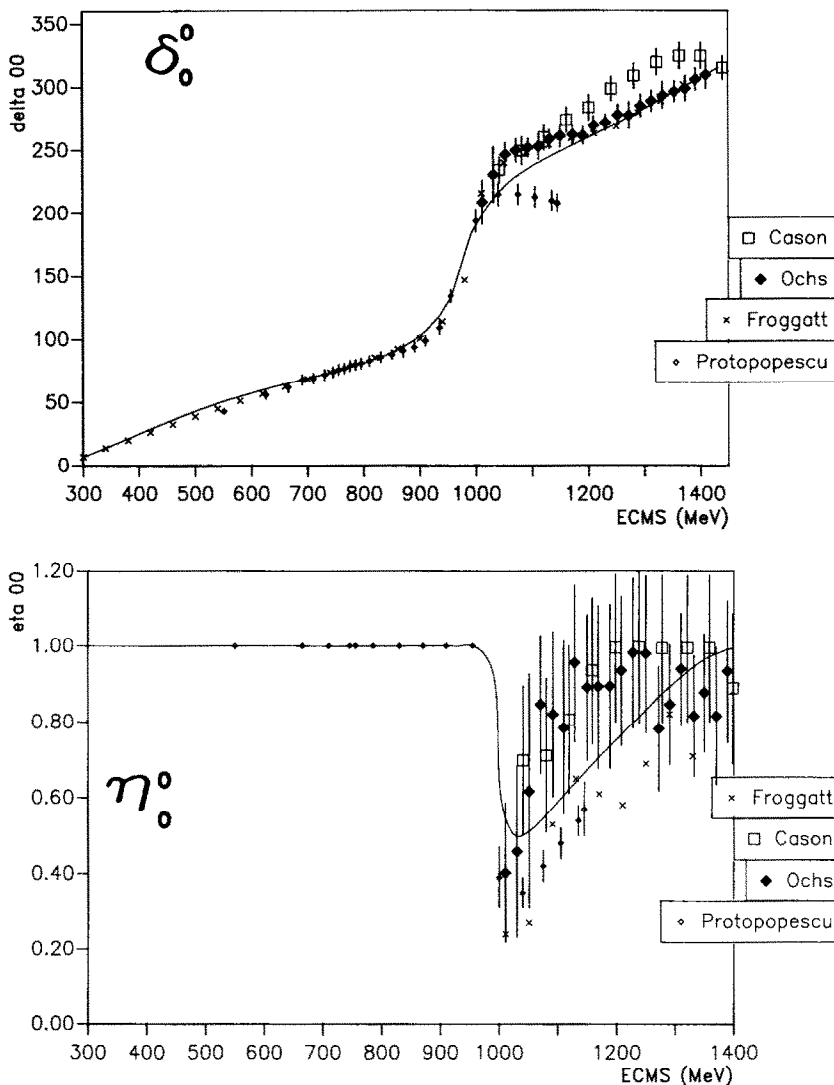 350
δ⁰₀
300
250
200
150
100
50
0
delta 00
300 400 500 600 700 800 900 1000 1200 1400
ECMS (MeV)
Cason
Ochs
Froggatt
Protopopescu
1.20
1.00
0.80
0.60
0.40
0.20
0.00
eta 00
η⁰₀
300 400 500 600 700 800 900 1000 1200 1400
ECMS (MeV)
Froggatt
Cason
Ochs
Protopopescu